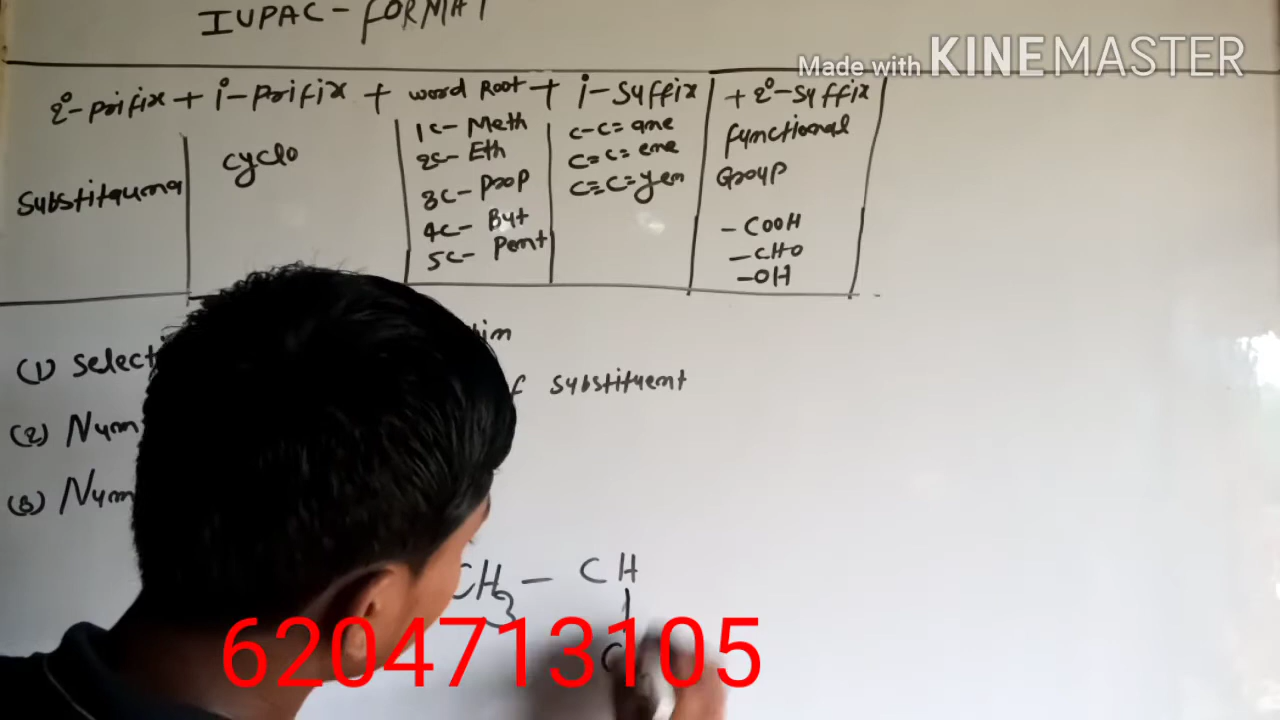 IUPAC - FORMAT
Made with KINEMASTER
2°-prifix + 1°-prifix + word Root + 1°-Suffix + 2°-Suffix
Substitauma
cyclo
1C- Meth
2C- Eth
3C- Prop
4C- But
5C- Pent
C-C= ane
C=C= ene
C≡C= yen
functional
Group
- COOH
- CHO
- OH
(1) Select
(2) Num
substituent
(3) Num
CH3 - CH
C
6204713105